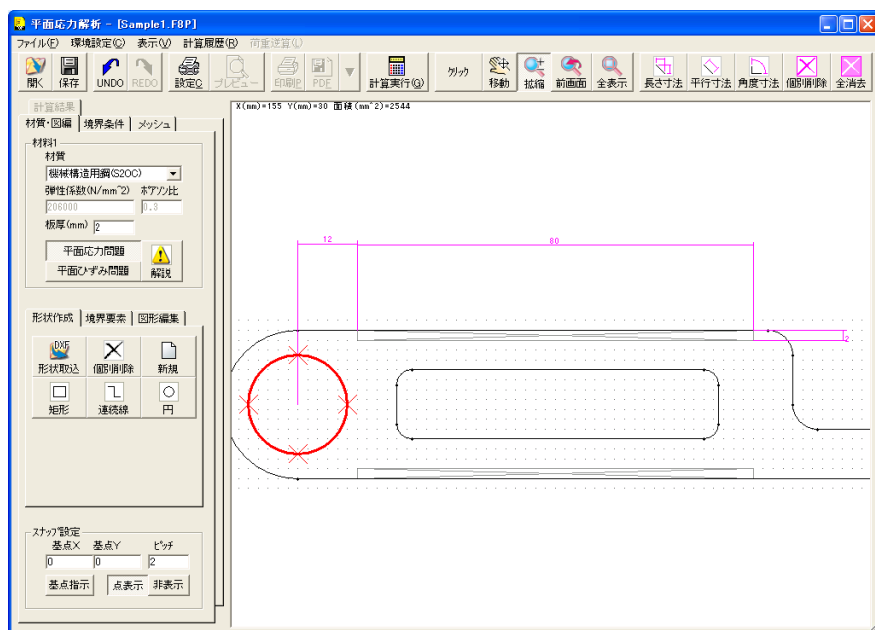 平面応力解析 - [Sample1.F8P]
ファイル(F) 環境設定(C) 表示(V) 計算履歴(R) 荷重逆算(L)
開く 保存 UNDO REDO 設定C プレビュー 印刷P PDF 計算実行(G) クリック 移動 拡縮 前画面 全表示 長さ寸法 平行寸法 角度寸法 個別削除 全消去
計算結果
材質・図編 境界条件 メッシュ
X(mm)=155 Y(mm)=30 面積(mm^2)=2544
材料1
材質
機械構造用鋼(S20C)
弾性係数(N/mm^2) ポアソン比
206000 0.3
板厚(mm) 2
平面応力問題
平面ひずみ問題 解説
12 80
2
形状作成 境界要素 図形編集
DXF
形状取込 個別削除 新規
矩形 連続線 円
スナップ設定
基点X 基点Y ピッチ
0 0 2
基点指示 点表示 非表示